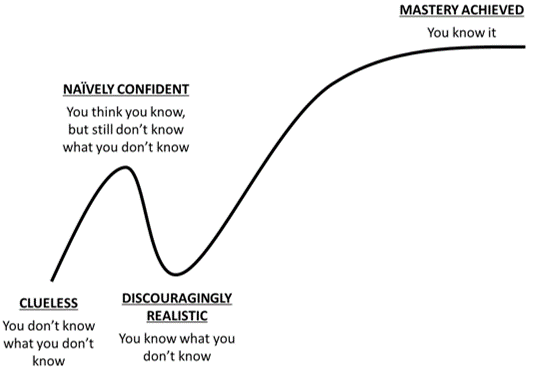 MASTERY ACHIEVED
You know it
NAÏVELY CONFIDENT
You think you know,
but still don't know
what you don't know
CLUELESS
You don't know
what you don't
know
DISCOURAGINGLY
REALISTIC
You know what you
don't know